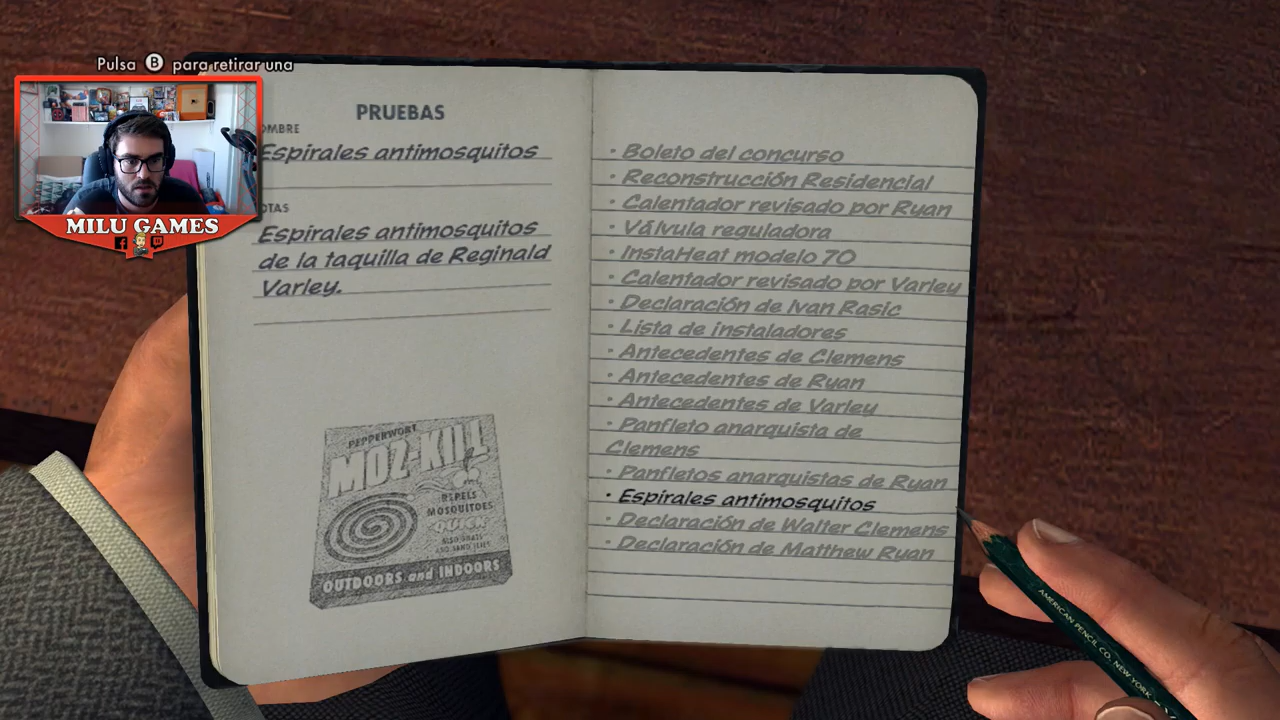 Pulsa B para retirar una
MILU GAMES
PRUEBAS
OMBRE
Espirales antimosquitos
OTAS
Espirales antimosquitos
de la taquilla de Reginald
Varley.
PEPPERWORT
MOZ-KILL
REPELS
MOSQUITOES
QUICK
ALSO GNATS
AND SAND FLIES
OUTDOORS and INDOORS
• Boleto del concurso
• Reconstrucción Residencial
• Calentador revisado por Ryan
• Válvula reguladora
• InstaHeat modelo 70
• Calentador revisado por Varley
• Declaración de Ivan Rasic
• Lista de instaladores
• Antecedentes de Clemens
• Antecedentes de Ryan
• Antecedentes de Varley
• Panfleto anarquista de
Clemens
• Panfletos anarquistas de Ryan
• Espirales antimosquitos
• Declaración de Walter Clemens
• Declaración de Matthew Ryan
AMERICAN PENCIL CO. NEW YORK